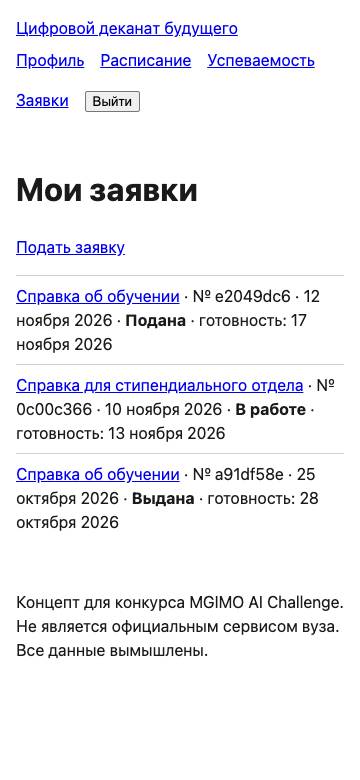 Цифровой деканат будущего
Профиль Расписание Успеваемость
Заявки Выйти
Мои заявки
Подать заявку
Справка об обучении · № e2049dc6 · 12
ноября 2026 · Подана · готовность: 17
ноября 2026
Справка для стипендиального отдела · №
0c00c366 · 10 ноября 2026 · В работе ·
готовность: 13 ноября 2026
Справка об обучении · № a91df58e · 25
октября 2026 · Выдана · готовность: 28
октября 2026
Концепт для конкурса MGIMO AI Challenge.
Не является официальным сервисом вуза.
Все данные вымышлены.